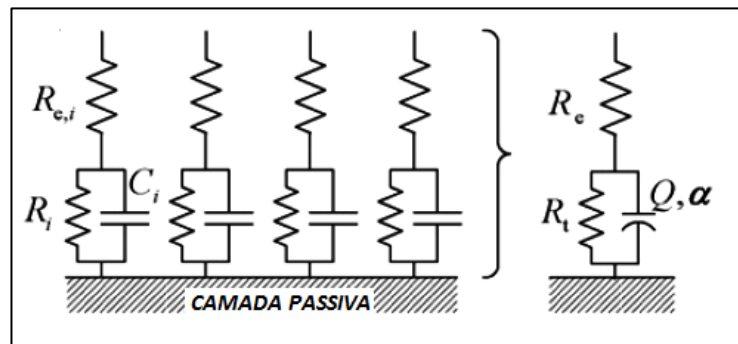 R_e,i
C_i
R_i
R_e
R_t
Q, α
CAMADA PASSIVA